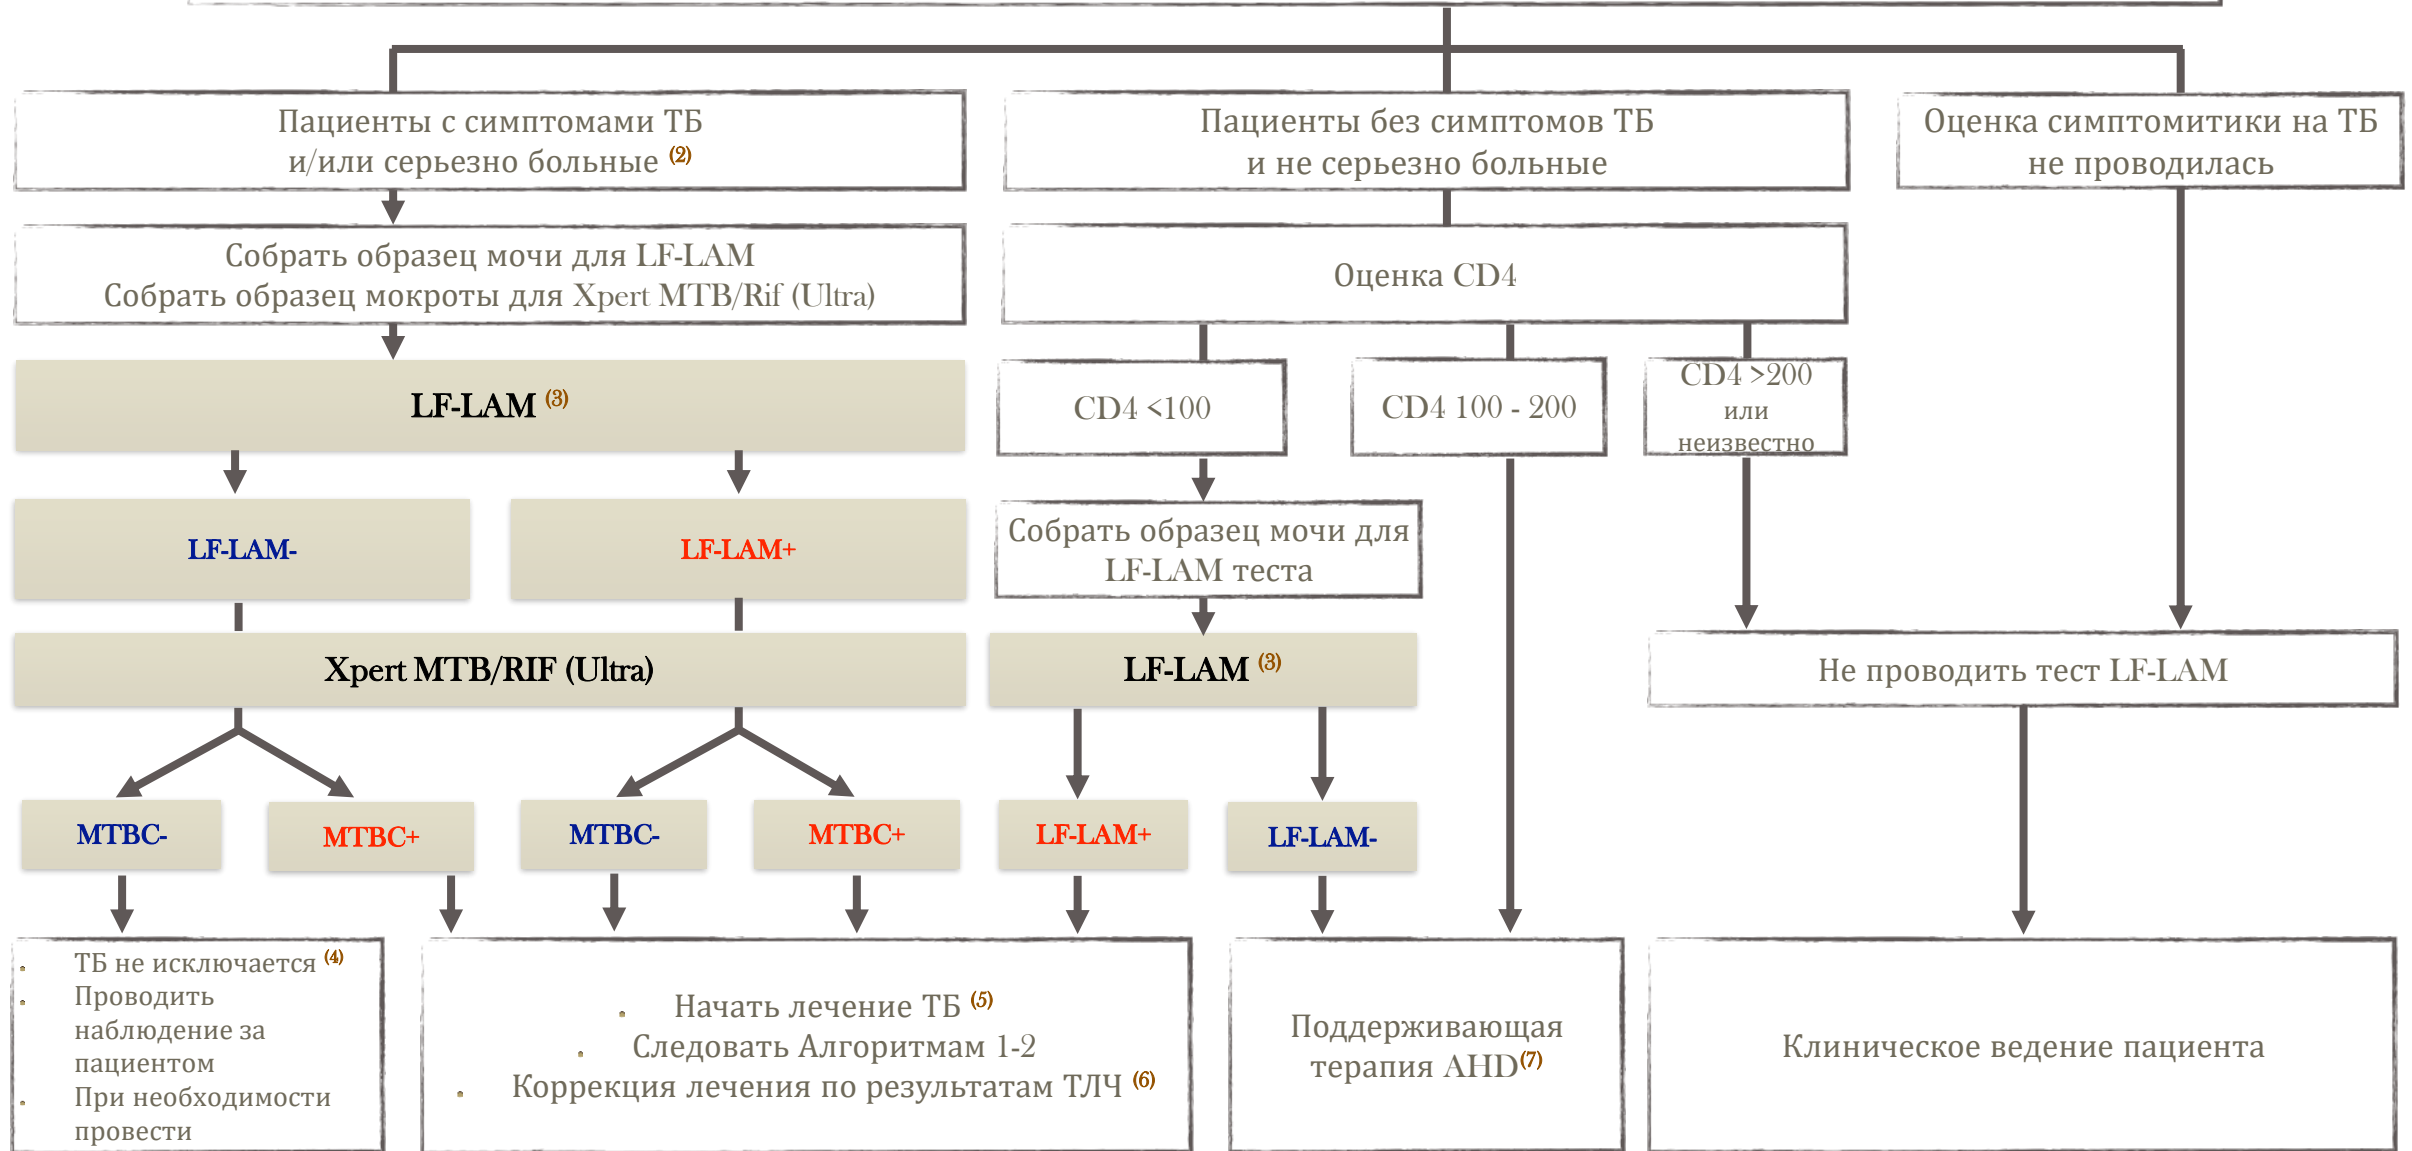 Пациенты с симптомами ТБ
и/или серьезно больные (2)
Пациенты без симптомов ТБ
и не серьезно больные
Оценка симптомитики на ТБ
не проводилась
Собрать образец мочи для LF-LAM
Собрать образец мокроты для Xpert MTB/Rif (Ultra)
Оценка CD4
LF-LAM (3)
CD4 <100
CD4 100 - 200
CD4 >200
или
неизвестно
LF-LAM-
LF-LAM+
Собрать образец мочи для
LF-LAM теста
Xpert MTB/RIF (Ultra)
LF-LAM (3)
Не проводить тест LF-LAM
MTBC-
MTBC+
MTBC-
MTBC+
LF-LAM+
LF-LAM-
ТБ не исключается (4)
Проводить
наблюдение за
пациентом
При необходимости
провести
Начать лечение ТБ (5)
Следовать Алгоритмам 1-2
Коррекция лечения по результатам ТЛЧ (6)
Поддерживающая
терапия AHD(7)
Клиническое ведение пациента